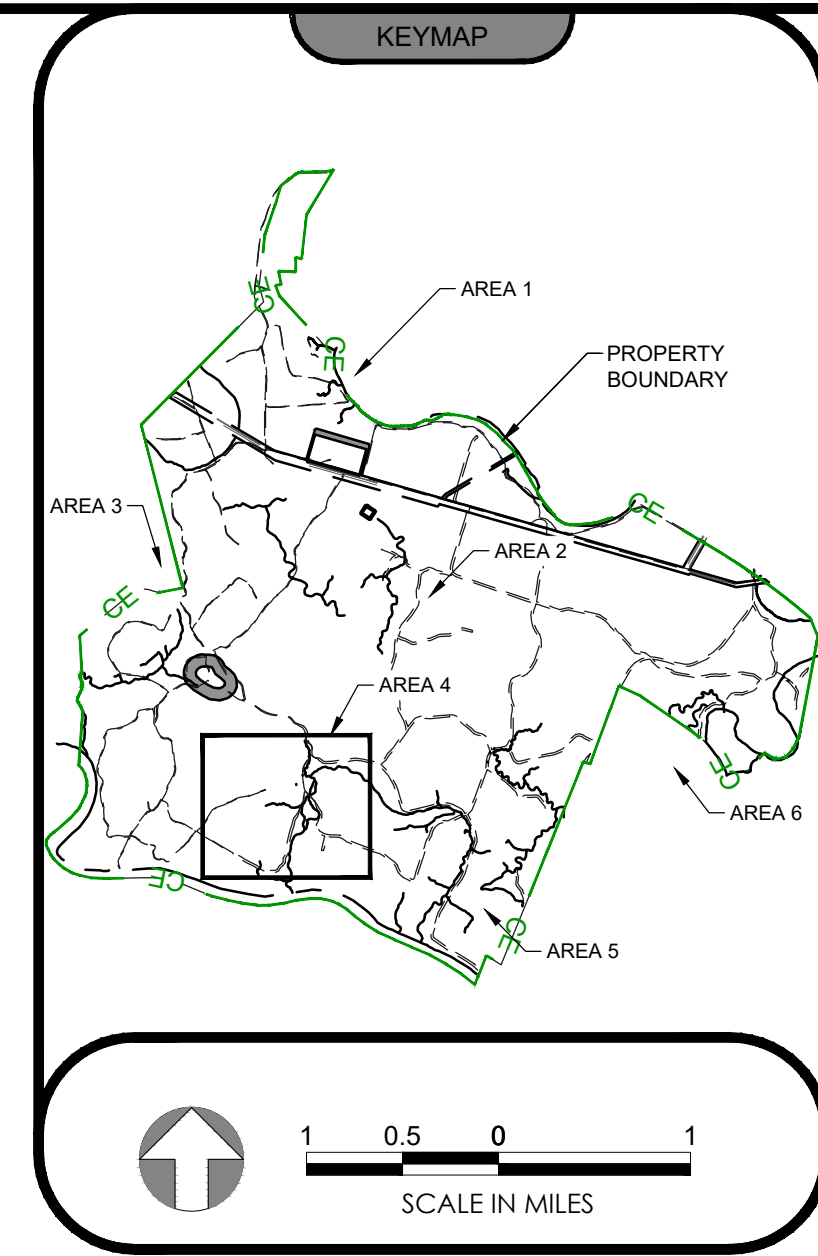 KEYMAP
CE
AREA 1
CE
PROPERTY
BOUNDARY
AREA 3
CE
AREA 2
CE
AREA 4
CE
AREA 6
CE
CE
AREA 5
1 0.5 0 1
SCALE IN MILES